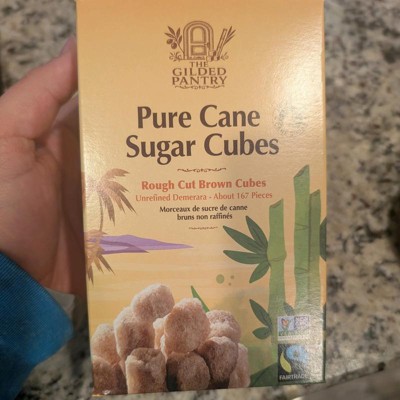 THE
GILDED
PANTRY
Pure Cane
Sugar Cubes
Rough Cut Brown Cubes
Unrefined Demerara - About 167 Pieces
Morceaux de sucre de canne
bruns non raffinés
FAIRTRADE